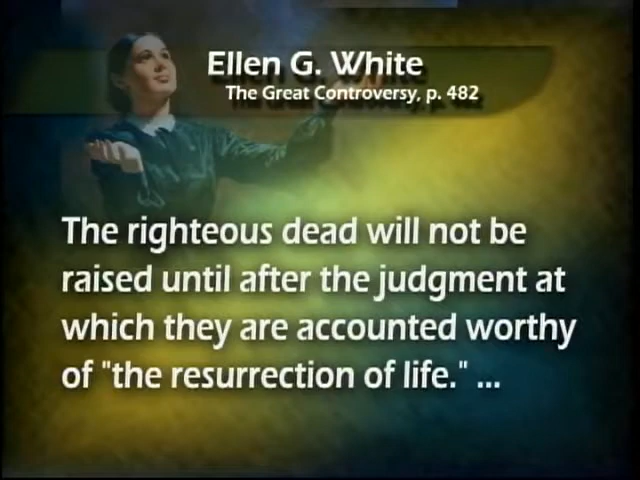 Ellen G. White
The Great Controversy, p. 482
The righteous dead will not be
raised until after the judgment at
which they are accounted worthy
of "the resurrection of life." ...